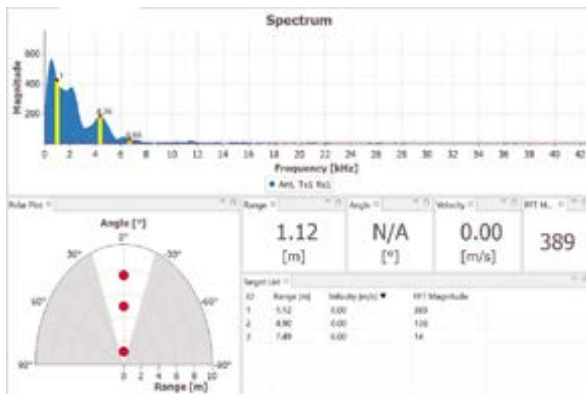 Spectrum
Magnitude
600
400
200
0 2 4 6 8 10 12 14 16 18 20 22 24 26 28 30 32 34 36 38 40 42
Frequency [kHz]
Ant. Tx1 Rx1
Polar Plot
Angle [°]
0°
30° -30°
60° -60°
90° -90°
0 2 4 6 8 10
Range [m]
Range
1.12
[m]
Angle
N/A
[°]
Velocity
0.00
[m/s]
FFT M...
389
Target List
ID Range [m] Velocity [m/s] FFT Magnitude
1 1.12 0.00 389
2 4.90 0.00
3 7.49 0.00 14